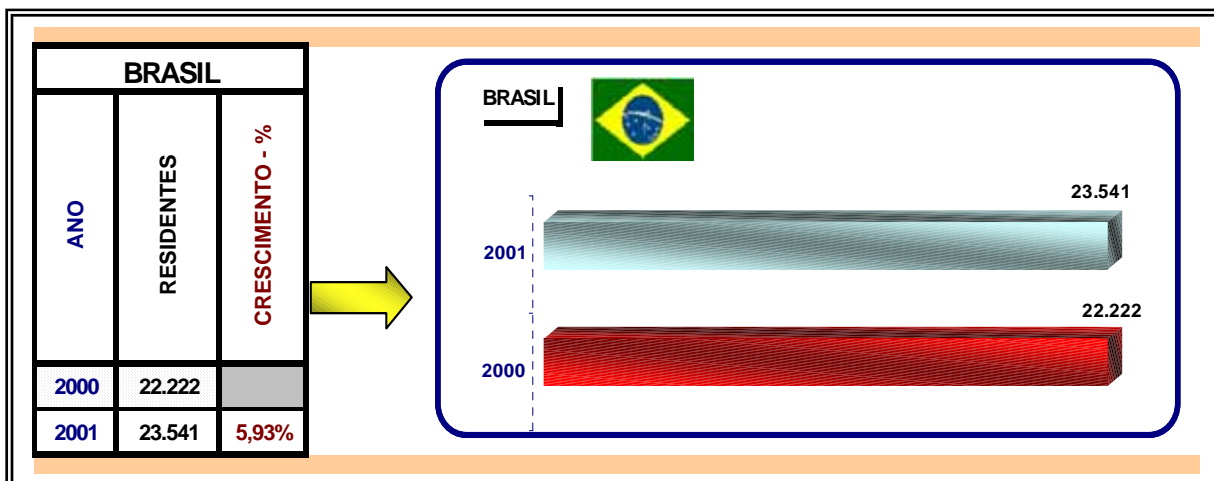 BRASIL
ANO RESIDENTES CRESCIMENTO - %
2000 22.222
2001 23.541 5,93%
BRASIL
23.541
2001
22.222
2000